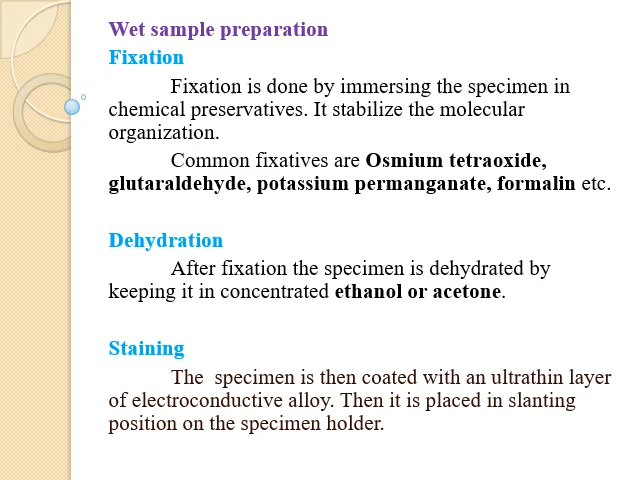 Wet sample preparation
Fixation
Fixation is done by immersing the specimen in
chemical preservatives. It stabilize the molecular
organization.
Common fixatives are Osmium tetraoxide,
glutaraldehyde, potassium permanganate, formalin etc.
Dehydration
After fixation the specimen is dehydrated by
keeping it in concentrated ethanol or acetone.
Staining
The  specimen is then coated with an ultrathin layer
of electroconductive alloy. Then it is placed in slanting
position on the specimen holder.